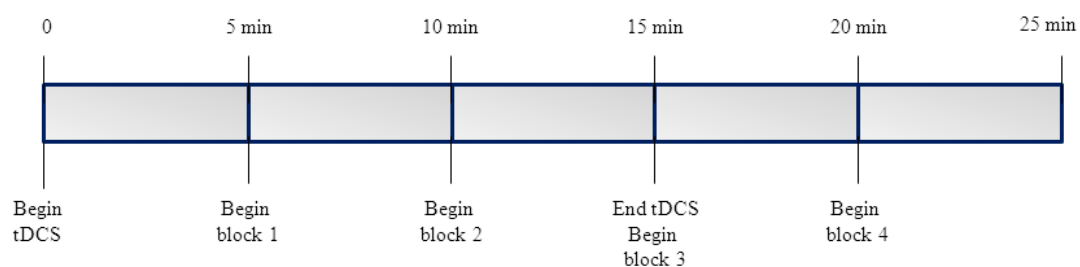 0 5 min 10 min 15 min 20 min 25 min
Begin tDCS
Begin block 1
Begin block 2
End tDCS
Begin block 3
Begin block 4